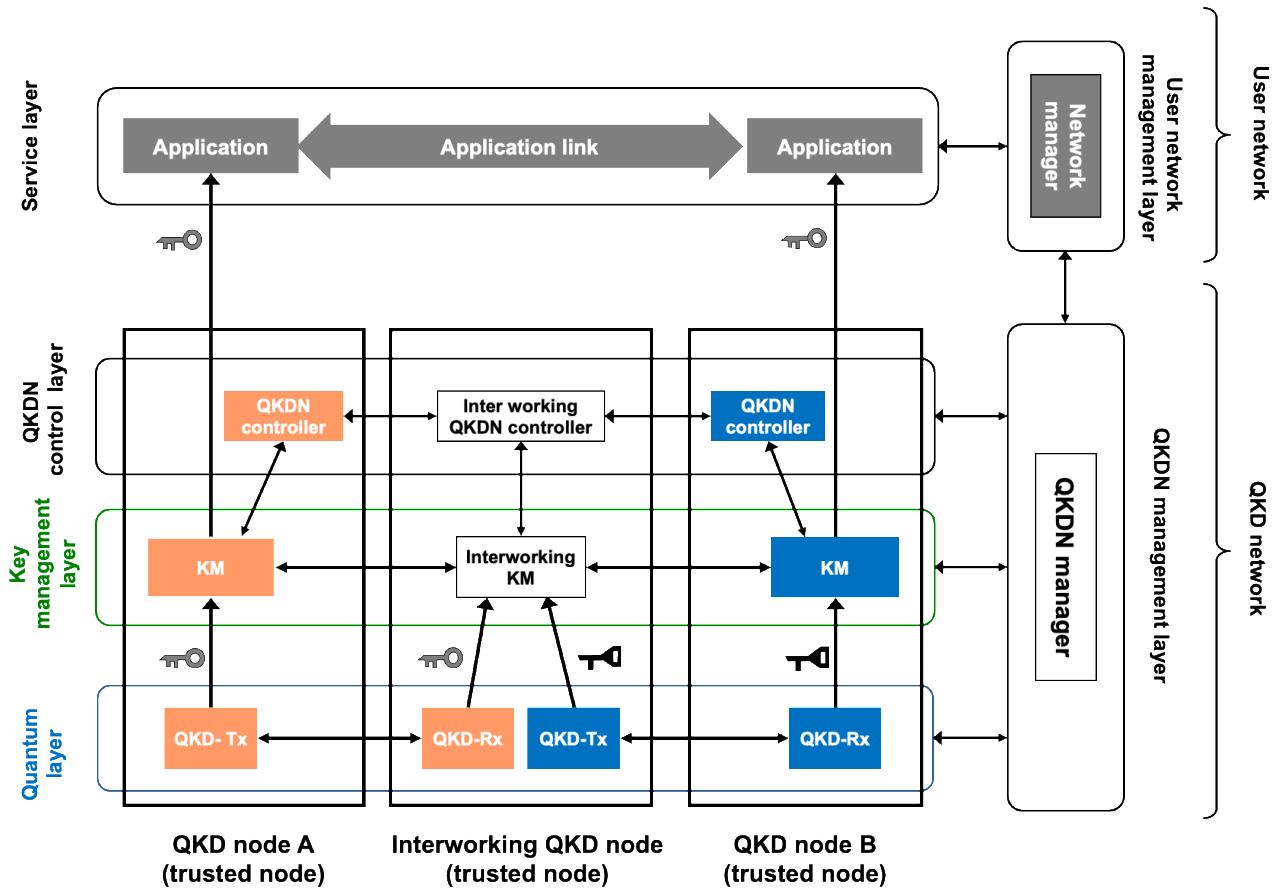 Service layer
Application
Application link
Application
Network
manager
User network
management layer
User network
QKDN
control layer
QKDN
controller
Inter working
QKDN controller
QKDN
controller
Key
management
layer
KM
Interworking
KM
KM
QKDN manager
QKDN management layer
QKD network
Quantum
layer
QKD- Tx
QKD-Rx
QKD-Tx
QKD-Rx
QKD node A
(trusted node)
Interworking QKD node
(trusted node)
QKD node B
(trusted node)